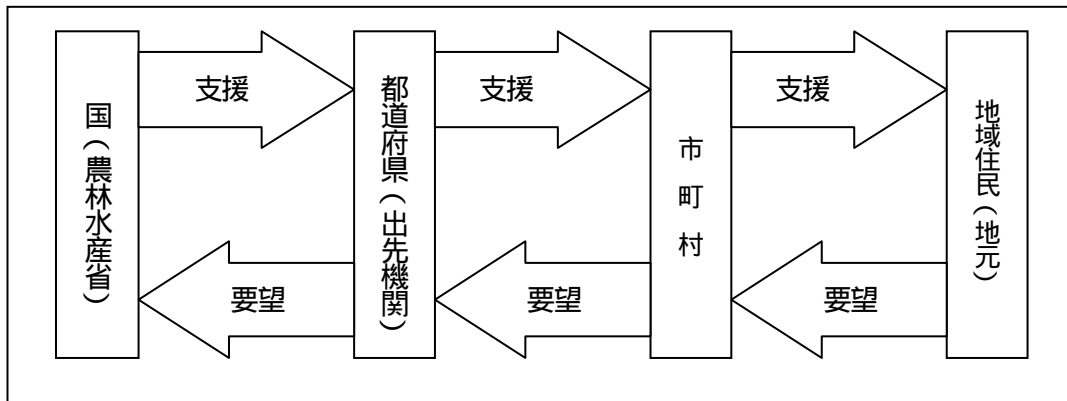 国（農林水産省）
支援
要望
都道府県（出先機関）
支援
要望
市町村
支援
要望
地域住民（地元）